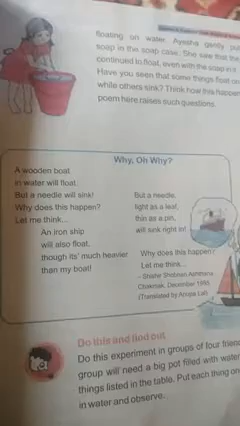 floating on water. Ayesha gently put
soap in the soap case. She saw that the
continued to float, even with the soap in it.
Have you seen that some things float on
while others sink? Think how this happens
poem here raises such questions.
Why, Oh Why?
A wooden boat
in water will float.
But a needle will sink!
Why does this happen?
Let me think...
An iron ship
will also float,
though its' much heavier
than my boat!
But a needle,
light as a leaf,
thin as a pin,
will sink right in!
Why does this happen?
Let me think...
Chakmak, December 1985
(Translated by Anupa Lal)
Do this and find out
Do this experiment in groups of four friends
group will need a big pot filled with water
things listed in the table. Put each thing on
in water and observe.